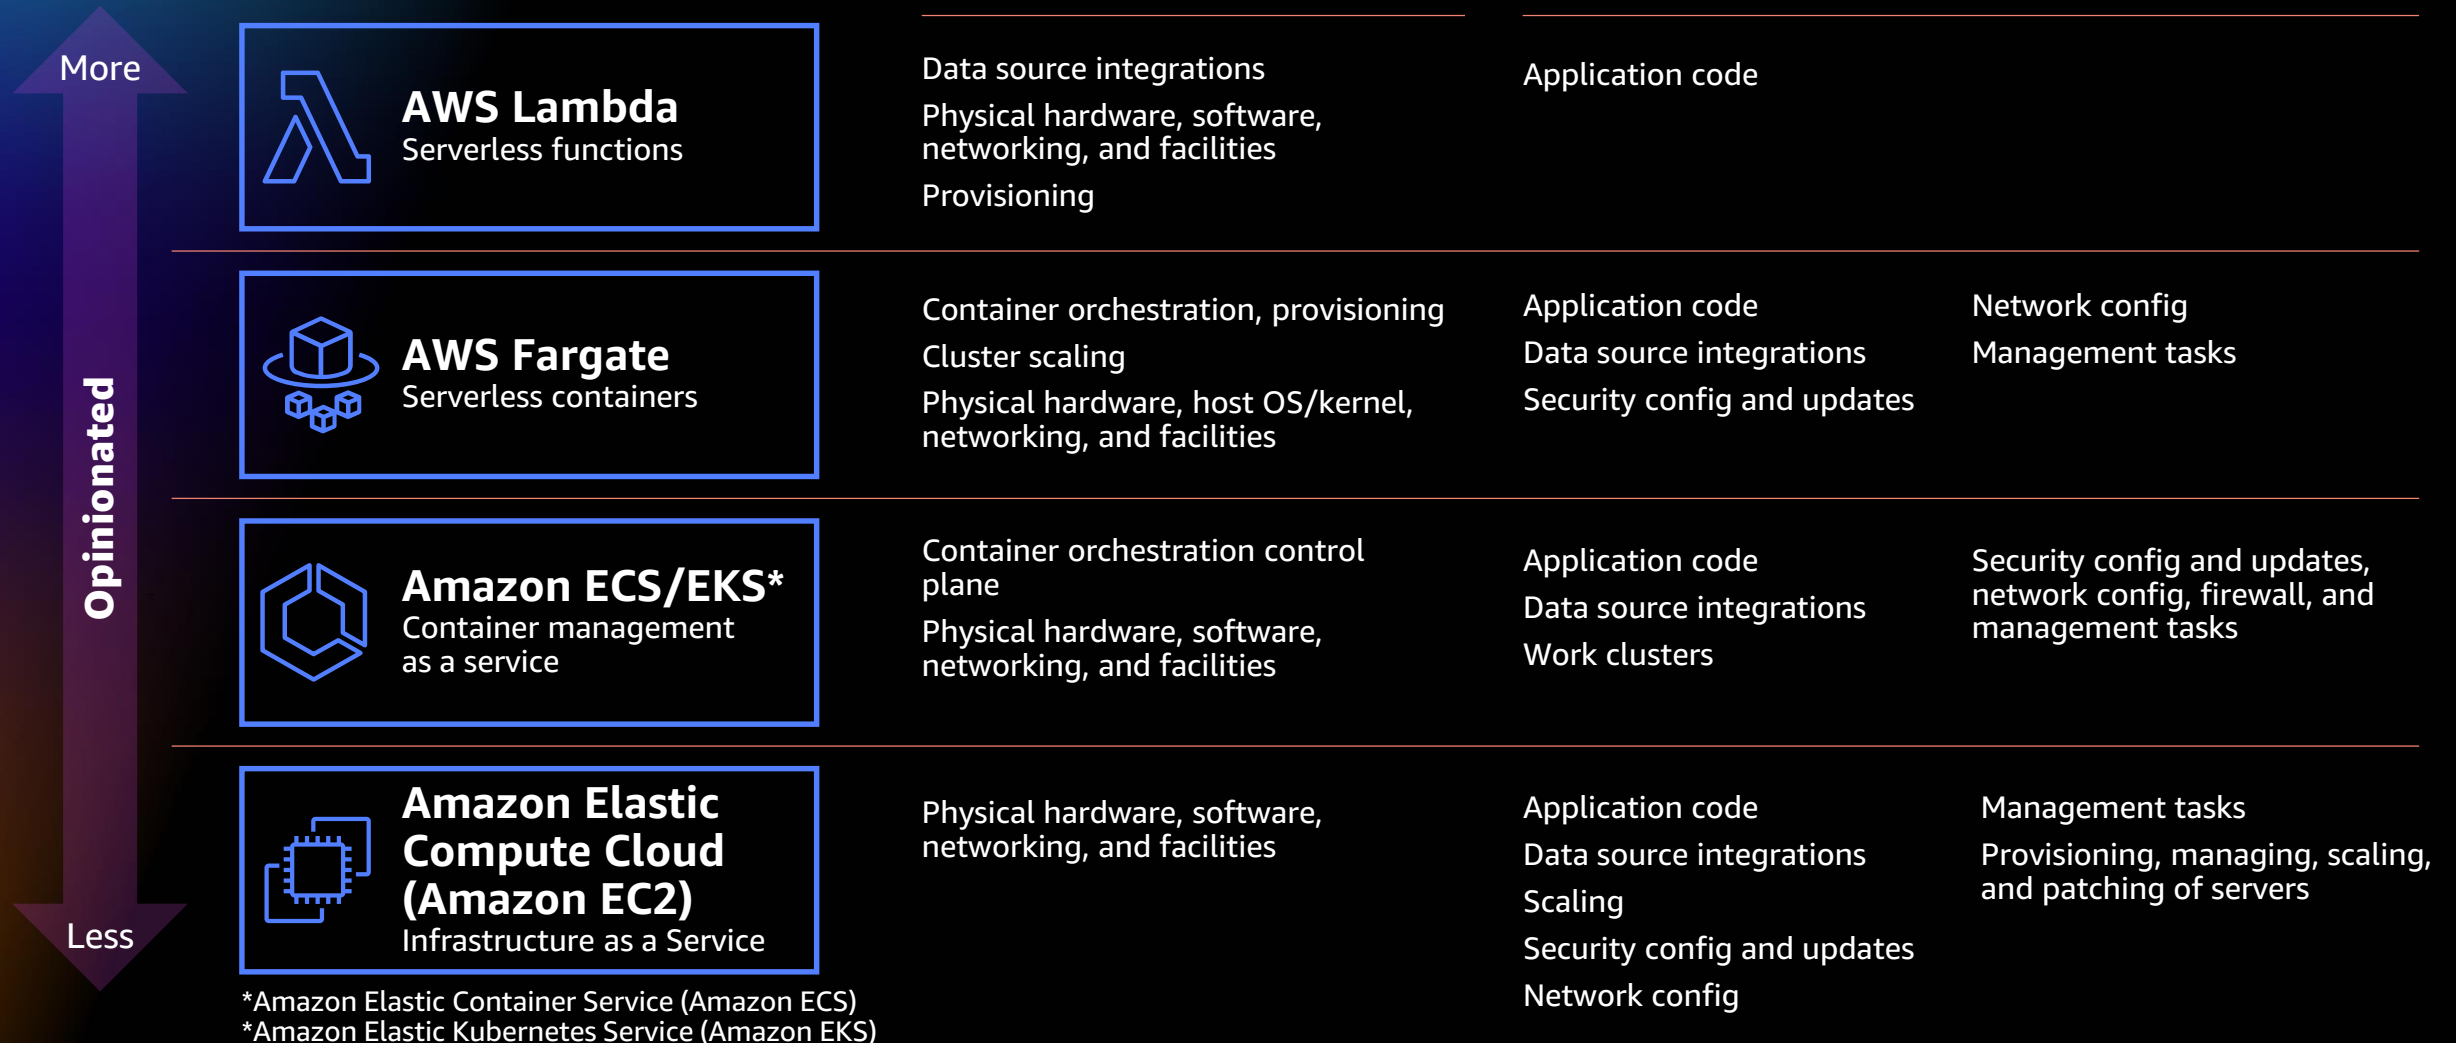 More
Opinionated
Less
AWS Lambda
Serverless functions
Data source integrations
Physical hardware, software,
networking, and facilities
Provisioning
Application code
AWS Fargate
Serverless containers
Container orchestration, provisioning
Cluster scaling
Physical hardware, host OS/kernel,
networking, and facilities
Application code
Data source integrations
Security config and updates
Network config
Management tasks
Amazon ECS/EKS*
Container management
as a service
Container orchestration control
plane
Physical hardware, software,
networking, and facilities
Application code
Data source integrations
Work clusters
Security config and updates,
network config, firewall, and
management tasks
Amazon Elastic
Compute Cloud
(Amazon EC2)
Infrastructure as a Service
Physical hardware, software,
networking, and facilities
Application code
Data source integrations
Scaling
Security config and updates
Network config
Management tasks
Provisioning, managing, scaling,
and patching of servers
*Amazon Elastic Container Service (Amazon ECS)
*Amazon Elastic Kubernetes Service (Amazon EKS)